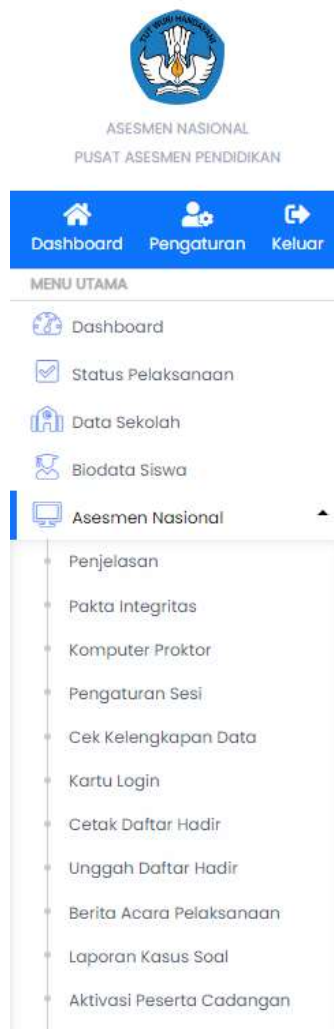 TUT WURI HANDAYANI
ASESMEN NASIONAL
PUSAT ASESMEN PENDIDIKAN
Dashboard Pengaturan Keluar
MENU UTAMA
Dashboard
Status Pelaksanaan
Data Sekolah
Biodata Siswa
Asesmen Nasional
Penjelasan
Pakta Integritas
Komputer Proktor
Pengaturan Sesi
Cek Kelengkapan Data
Kartu Login
Cetak Daftar Hadir
Unggah Daftar Hadir
Berita Acara Pelaksanaan
Laporan Kasus Soal
Aktivasi Peserta Cadangan